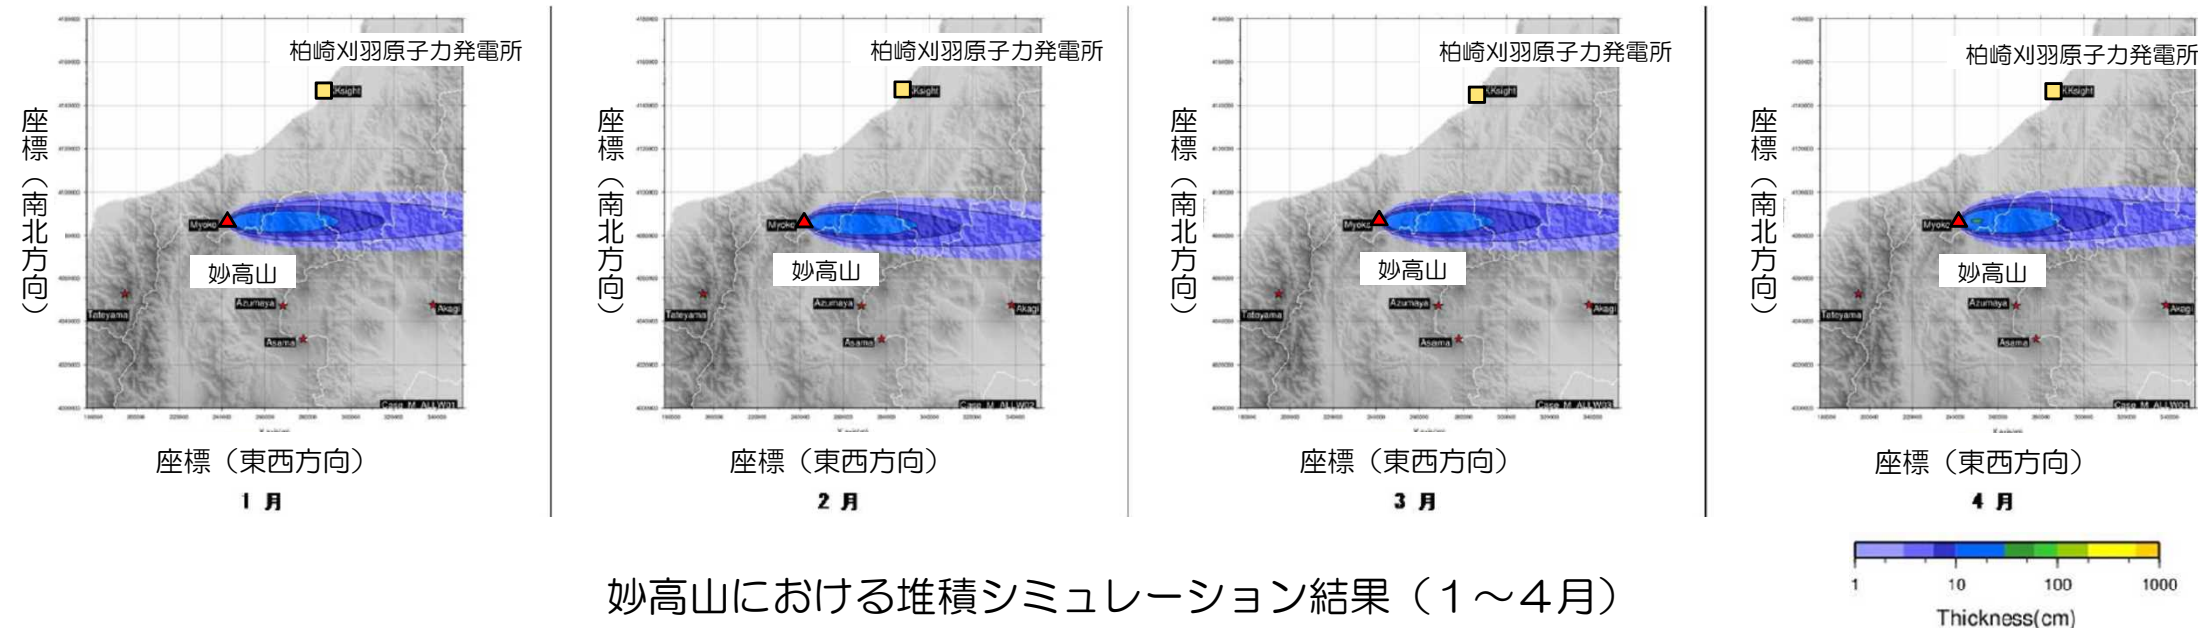 柏崎刈羽原子力発電所
KKsight
座標（南北方向）
Myoko
妙高山
Azumaya
Tateyama
Akagi
Asama
Case_M_ALLW01
座標（東西方向）
1 月
柏崎刈羽原子力発電所
KKsight
座標（南北方向）
Myoko
妙高山
Azumaya
Tateyama
Akagi
Asama
Case_M_ALLW02
座標（東西方向）
2 月
柏崎刈羽原子力発電所
KKsight
座標（南北方向）
Myoko
妙高山
Azumaya
Tateyama
Akagi
Asama
Case_M_ALLW03
座標（東西方向）
3 月
柏崎刈羽原子力発電所
KKsight
座標（南北方向）
Myoko
妙高山
Azumaya
Tateyama
Akagi
Asama
Case_M_ALLW04
座標（東西方向）
4 月
1 10 100 1000
Thickness(cm)
妙高山における堆積シミュレーション結果（１～４月）